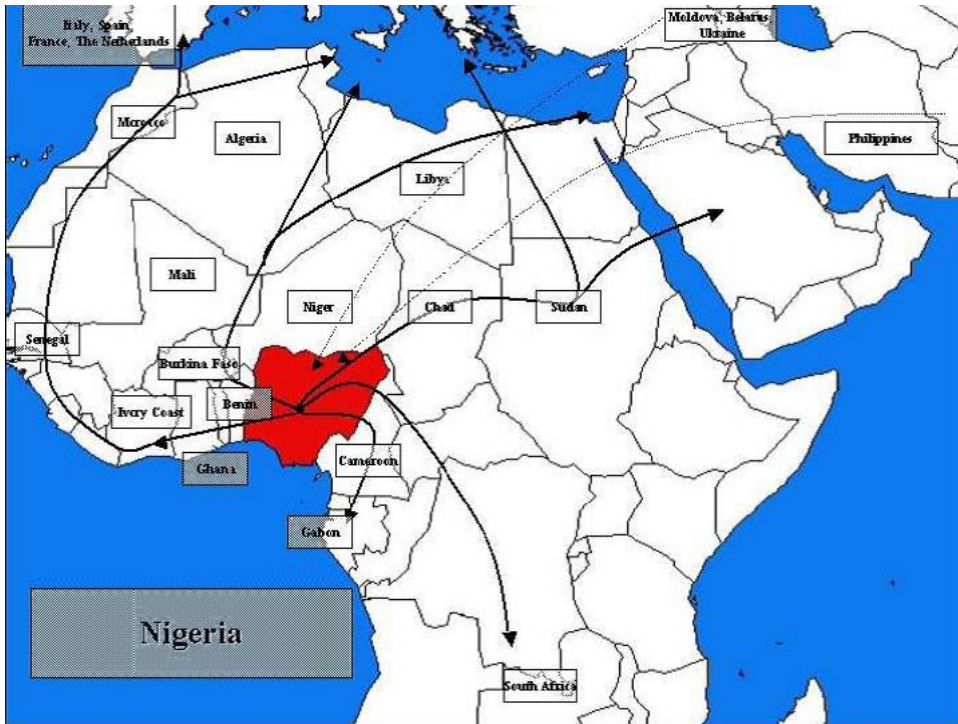 Italy, Spain
France, The Netherlands
Moldova, Belarus
Ukraine
Morocco
Algeria
Philippines
Libya
Mali
Niger
Chad
Sudan
Senegal
Burkina Faso
Ivory Coast
Benin
Ghana
Cameroon
Gabon
Nigeria
South Africa